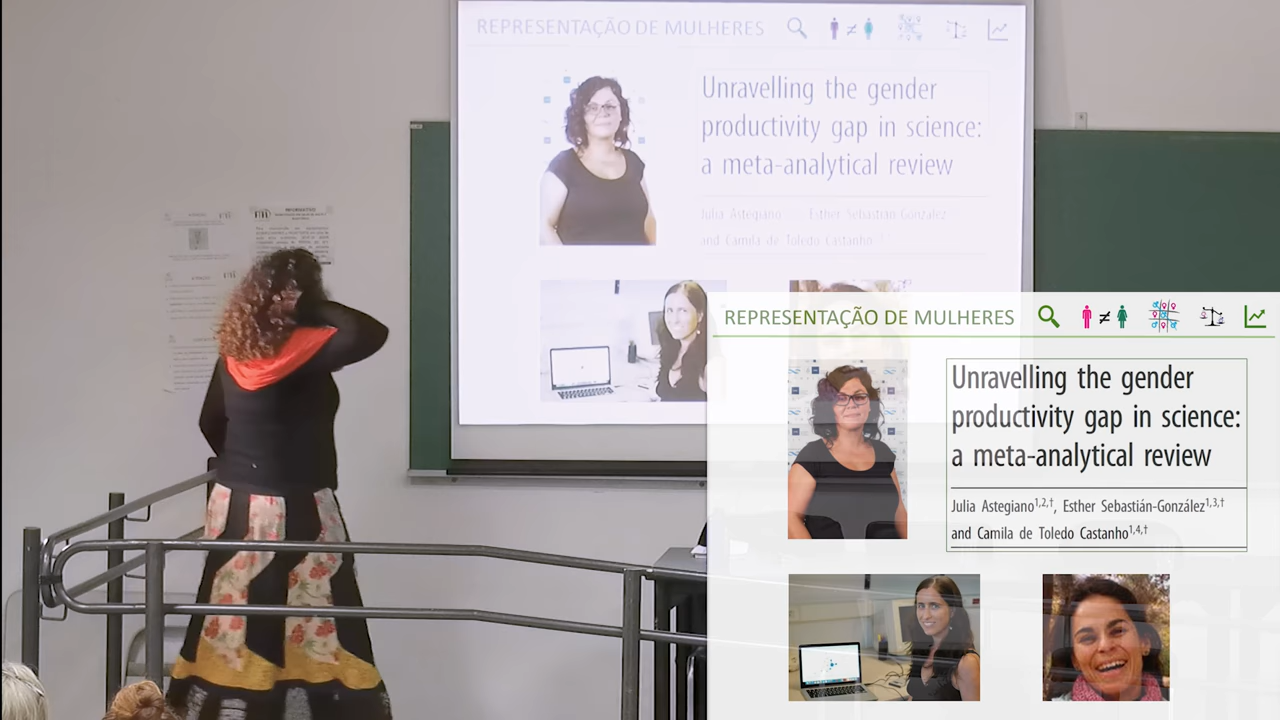 REPRESENTAÇÃO DE MULHERES
≠
Unravelling the gender
productivity gap in science:
a meta-analytical review
Julia Astegiano Esther Sebastián-González
and Camila de Toledo Castanho
REPRESENTAÇÃO DE MULHERES
≠
Unravelling the gender
productivity gap in science:
a meta-analytical review
Julia Astegiano1,2,†, Esther Sebastián-González1,3,†
and Camila de Toledo Castanho1,4,†